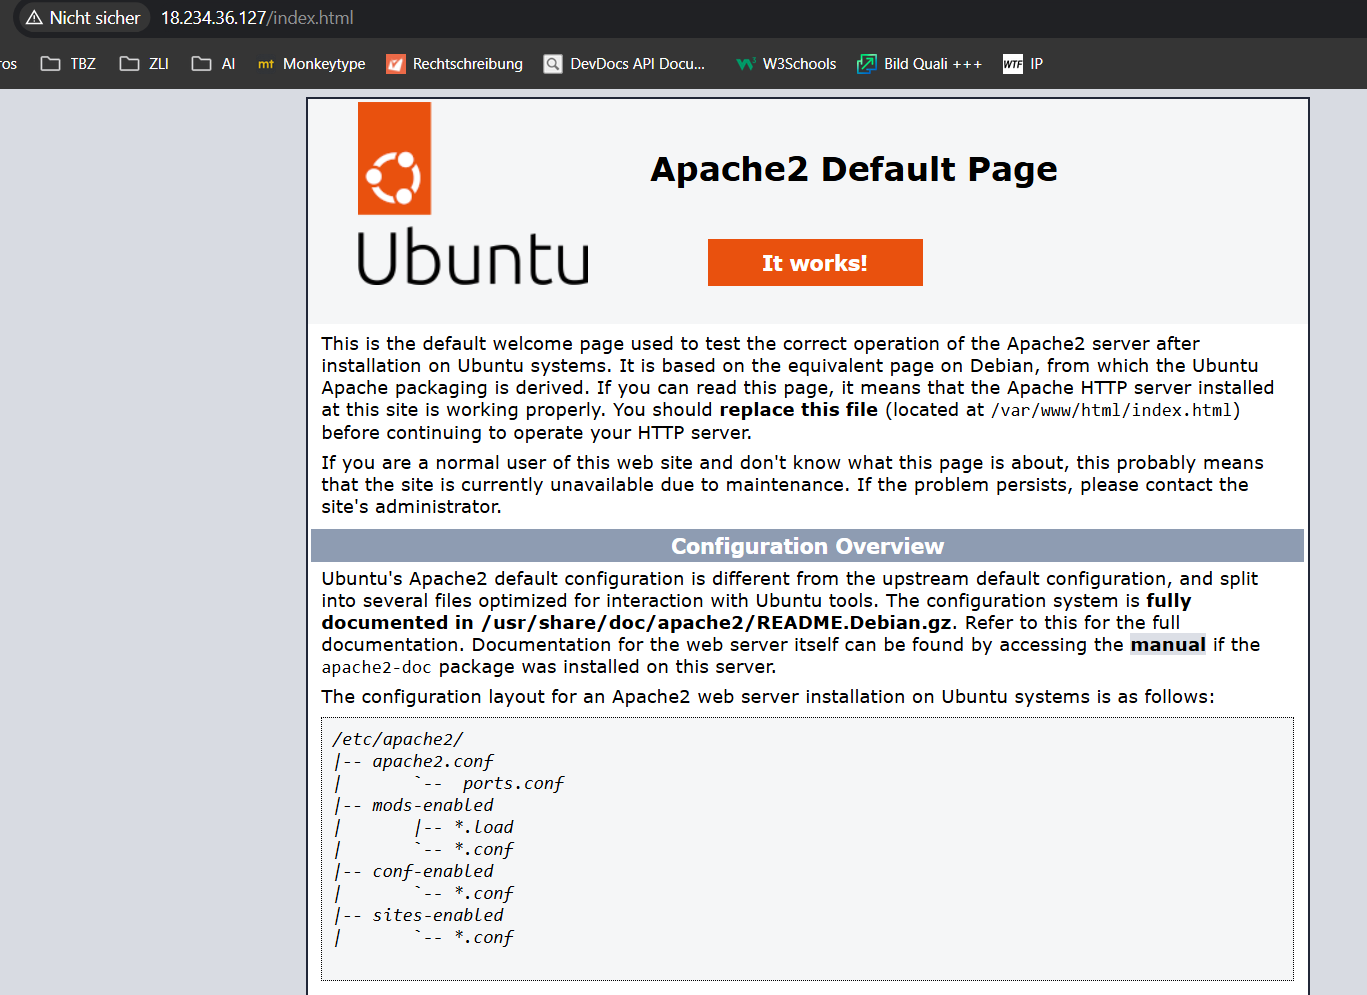 Nicht sicher 18.234.36.127/index.html
ros TBZ ZLI AI mt Monkeytype Rechtschreibung DevDocs API Docu... W3Schools Bild Quali +++ WTF IP
Apache2 Default Page
Ubuntu
It works!
This is the default welcome page used to test the correct operation of the Apache2 server after
installation on Ubuntu systems. It is based on the equivalent page on Debian, from which the Ubuntu
Apache packaging is derived. If you can read this page, it means that the Apache HTTP server installed
at this site is working properly. You should replace this file (located at /var/www/html/index.html)
before continuing to operate your HTTP server.
If you are a normal user of this web site and don't know what this page is about, this probably means
that the site is currently unavailable due to maintenance. If the problem persists, please contact the
site's administrator.
Configuration Overview
Ubuntu's Apache2 default configuration is different from the upstream default configuration, and split
into several files optimized for interaction with Ubuntu tools. The configuration system is fully
documented in /usr/share/doc/apache2/README.Debian.gz. Refer to this for the full
documentation. Documentation for the web server itself can be found by accessing the manual if the
apache2-doc package was installed on this server.
The configuration layout for an Apache2 web server installation on Ubuntu systems is as follows:
/etc/apache2/
|-- apache2.conf
|       `--  ports.conf
|-- mods-enabled
|       |-- *.load
|       `-- *.conf
|-- conf-enabled
|       `-- *.conf
|-- sites-enabled
|       `-- *.conf